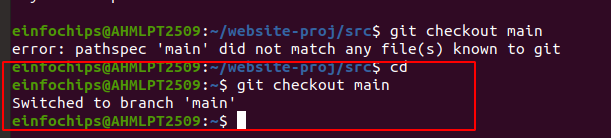 einfochips@AHMLPT2509:~/website-proj/src$ git checkout main
error: pathspec 'main' did not match any file(s) known to git
einfochips@AHMLPT2509:~/website-proj/src$ cd
einfochips@AHMLPT2509:~$ git checkout main
Switched to branch 'main'
einfochips@AHMLPT2509:~$